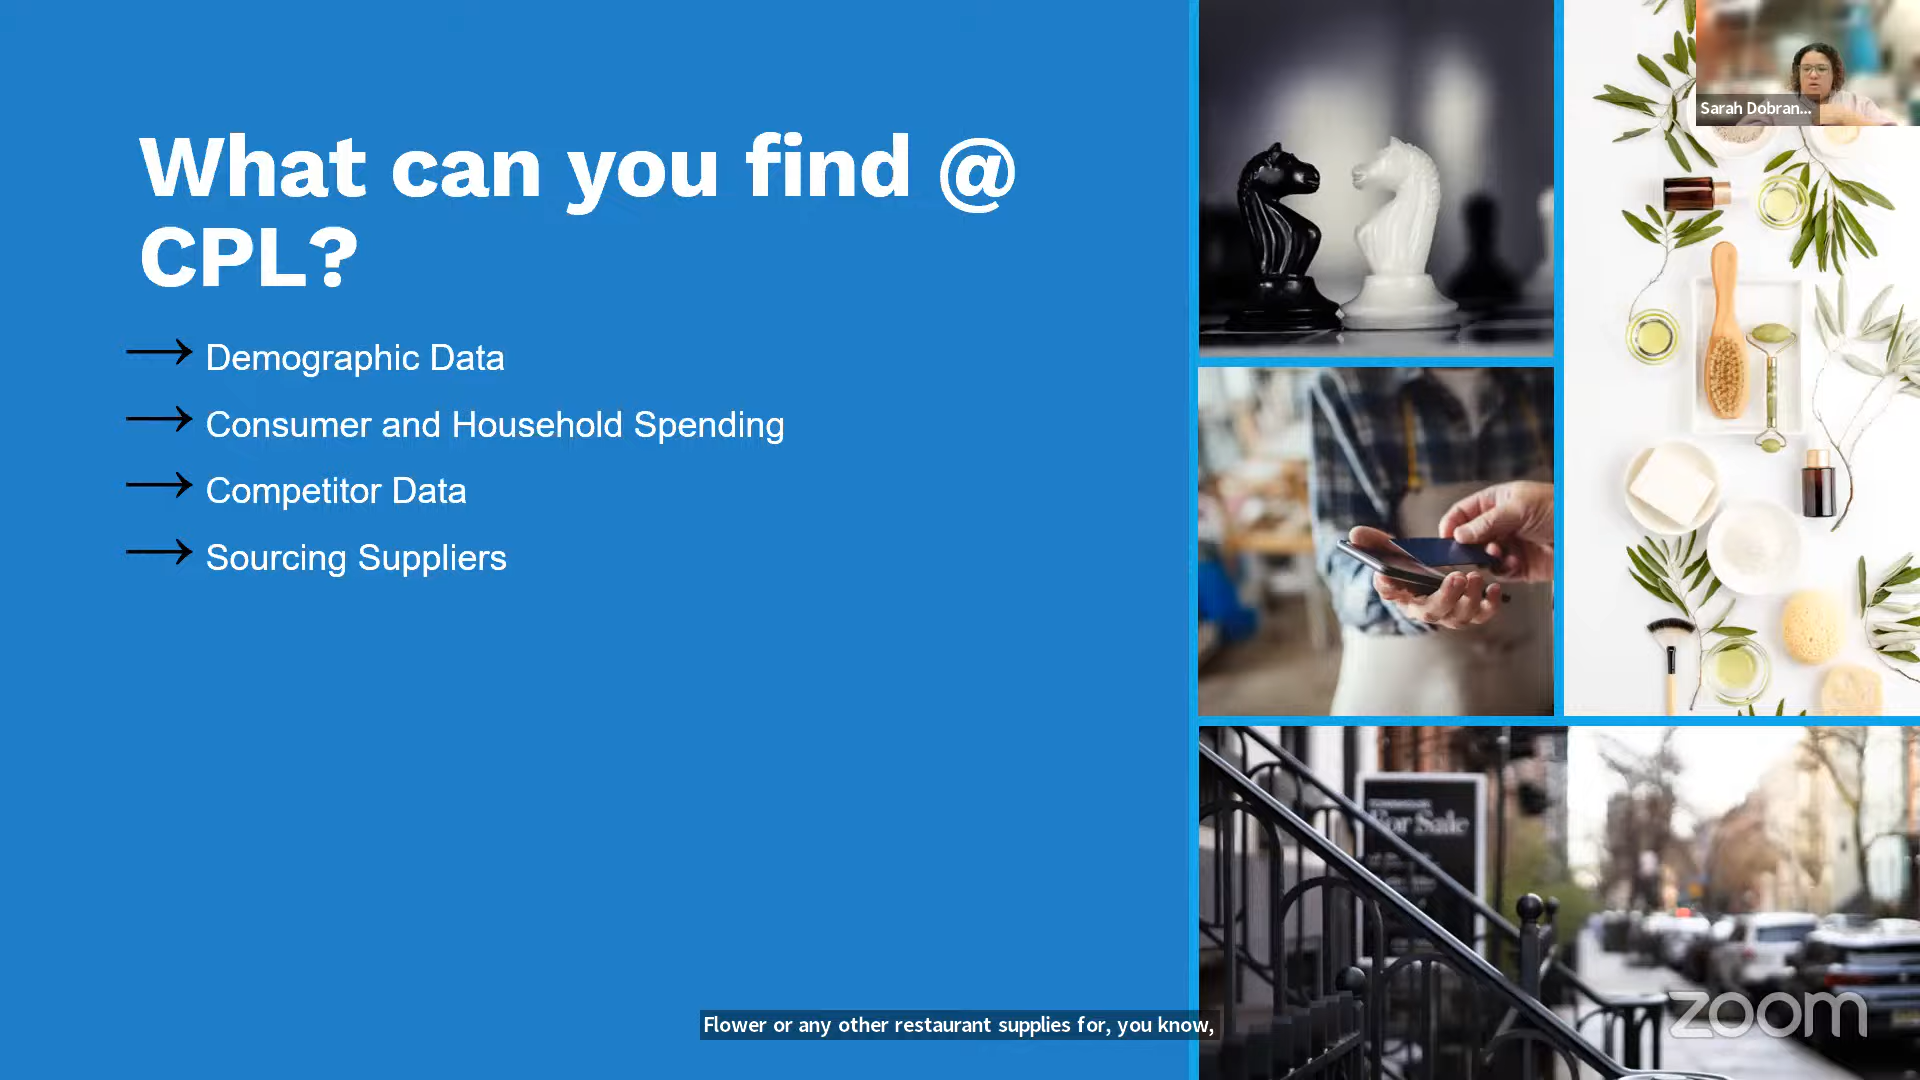 What can you find @
CPL?
Demographic Data
Consumer and Household Spending
Competitor Data
Sourcing Suppliers
Sarah Dobran...
For Sale
Flower or any other restaurant supplies for, you know,
zoom